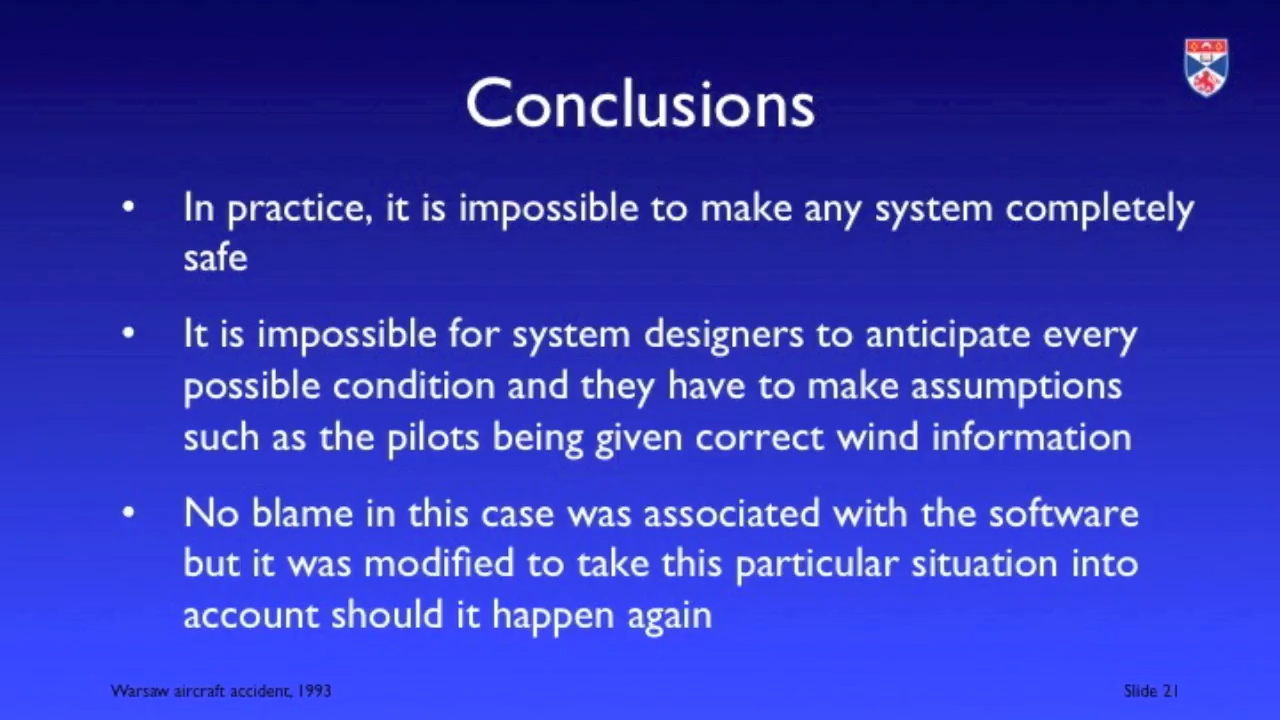 Conclusions
• In practice, it is impossible to make any system completely
safe
• It is impossible for system designers to anticipate every
possible condition and they have to make assumptions
such as the pilots being given correct wind information
• No blame in this case was associated with the software
but it was modified to take this particular situation into
account should it happen again
Warsaw aircraft accident, 1993
Slide 21